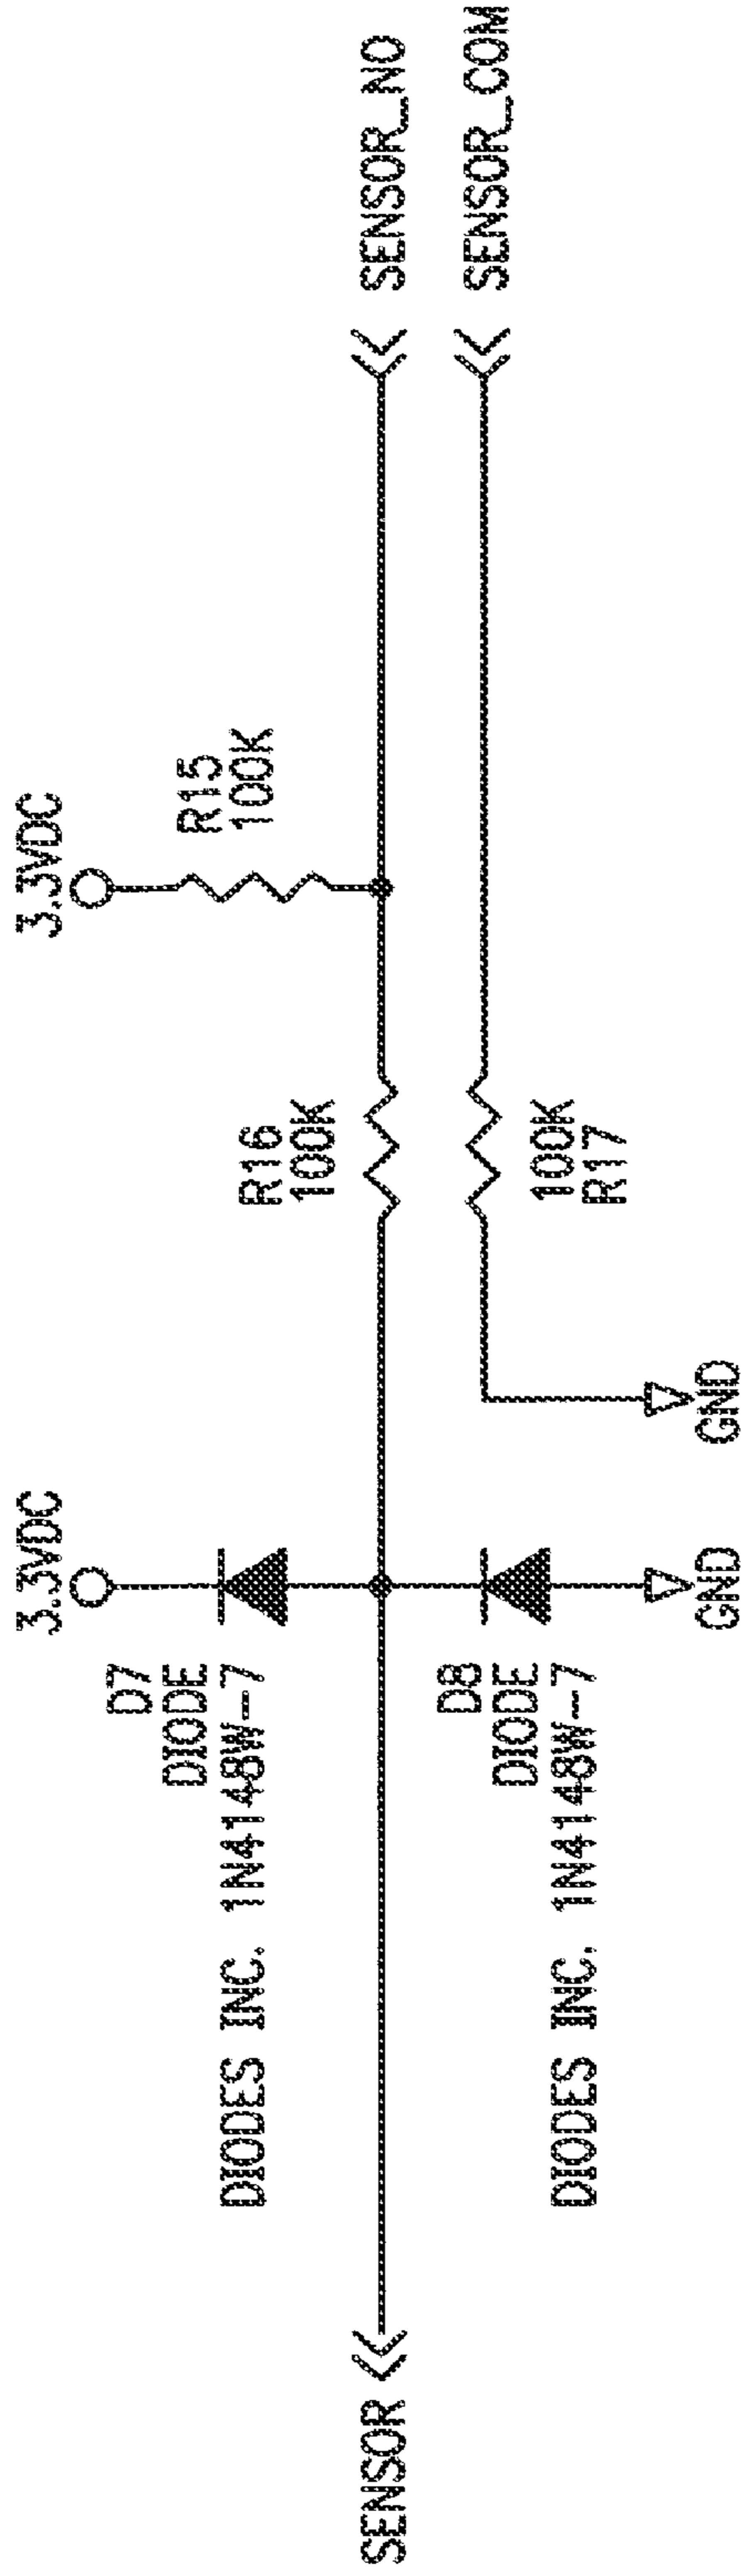 3.3VDC
D7
DIODE
DIODES INC. 1N4148W-7
3.3VDC
R15
100K
R16
100K
SENSOR
SENSOR_NO
SENSOR_COM
D8
DIODE
DIODES INC. 1N4148W-7
100K
R17
GND
GND